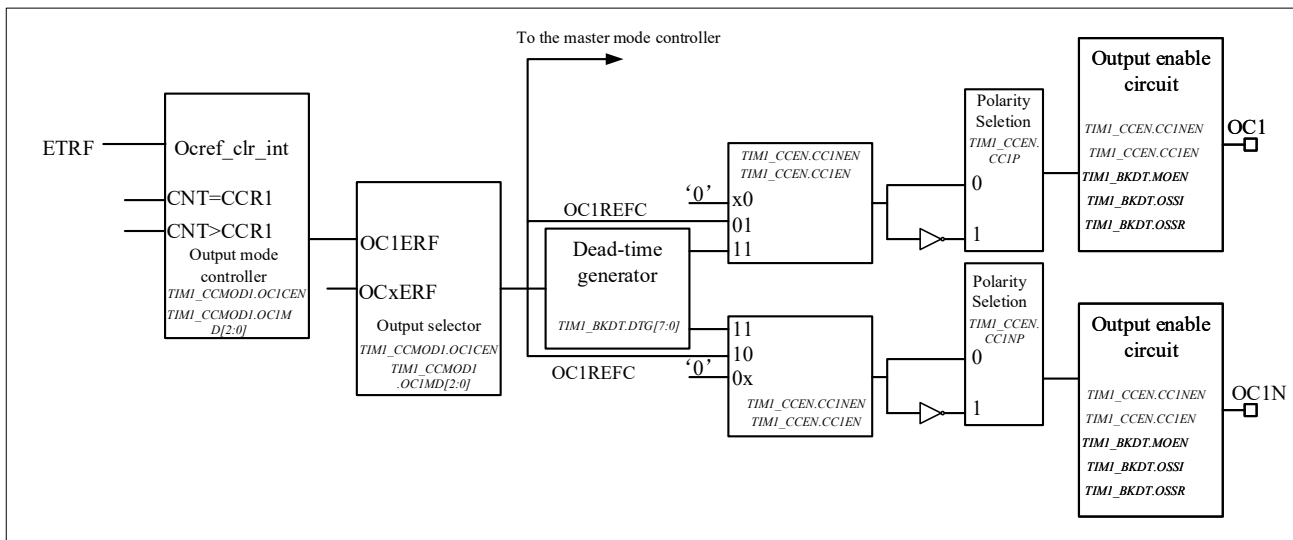 To the master mode controller
ETRF
Ocref_clr_int
CNT=CCR1
CNT>CCR1
Output mode
controller
TIM1_CCMOD1.OC1CEN
TIM1_CCMOD1.OC1M
D[2:0]
OC1ERF
OCxERF
Output selector
TIM1_CCMOD1.OC1CEN
TIM1_CCMOD1
.OC1MD[2:0]
OC1REFC
Dead-time
generator
TIM1_BKDT.DTG[7:0]
OC1REFC
TIM1_CCEN.CC1NEN
TIM1_CCEN.CC1EN
‘0’
x0
01
11
11
10
‘0’
0x
TIM1_CCEN.CC1NEN
TIM1_CCEN.CC1EN
Polarity
Seletion
TIM1_CCEN.
CC1P
0
1
Polarity
Seletion
TIM1_CCEN.
CC1NP
0
1
Output enable
circuit
TIM1_CCEN.CC1NEN
TIM1_CCEN.CC1EN
TIM1_BKDT.MOEN
TIM1_BKDT.OSSI
TIM1_BKDT.OSSR
OC1
Output enable
circuit
TIM1_CCEN.CC1NEN
TIM1_CCEN.CC1EN
TIM1_BKDT.MOEN
TIM1_BKDT.OSSI
TIM1_BKDT.OSSR
OC1N